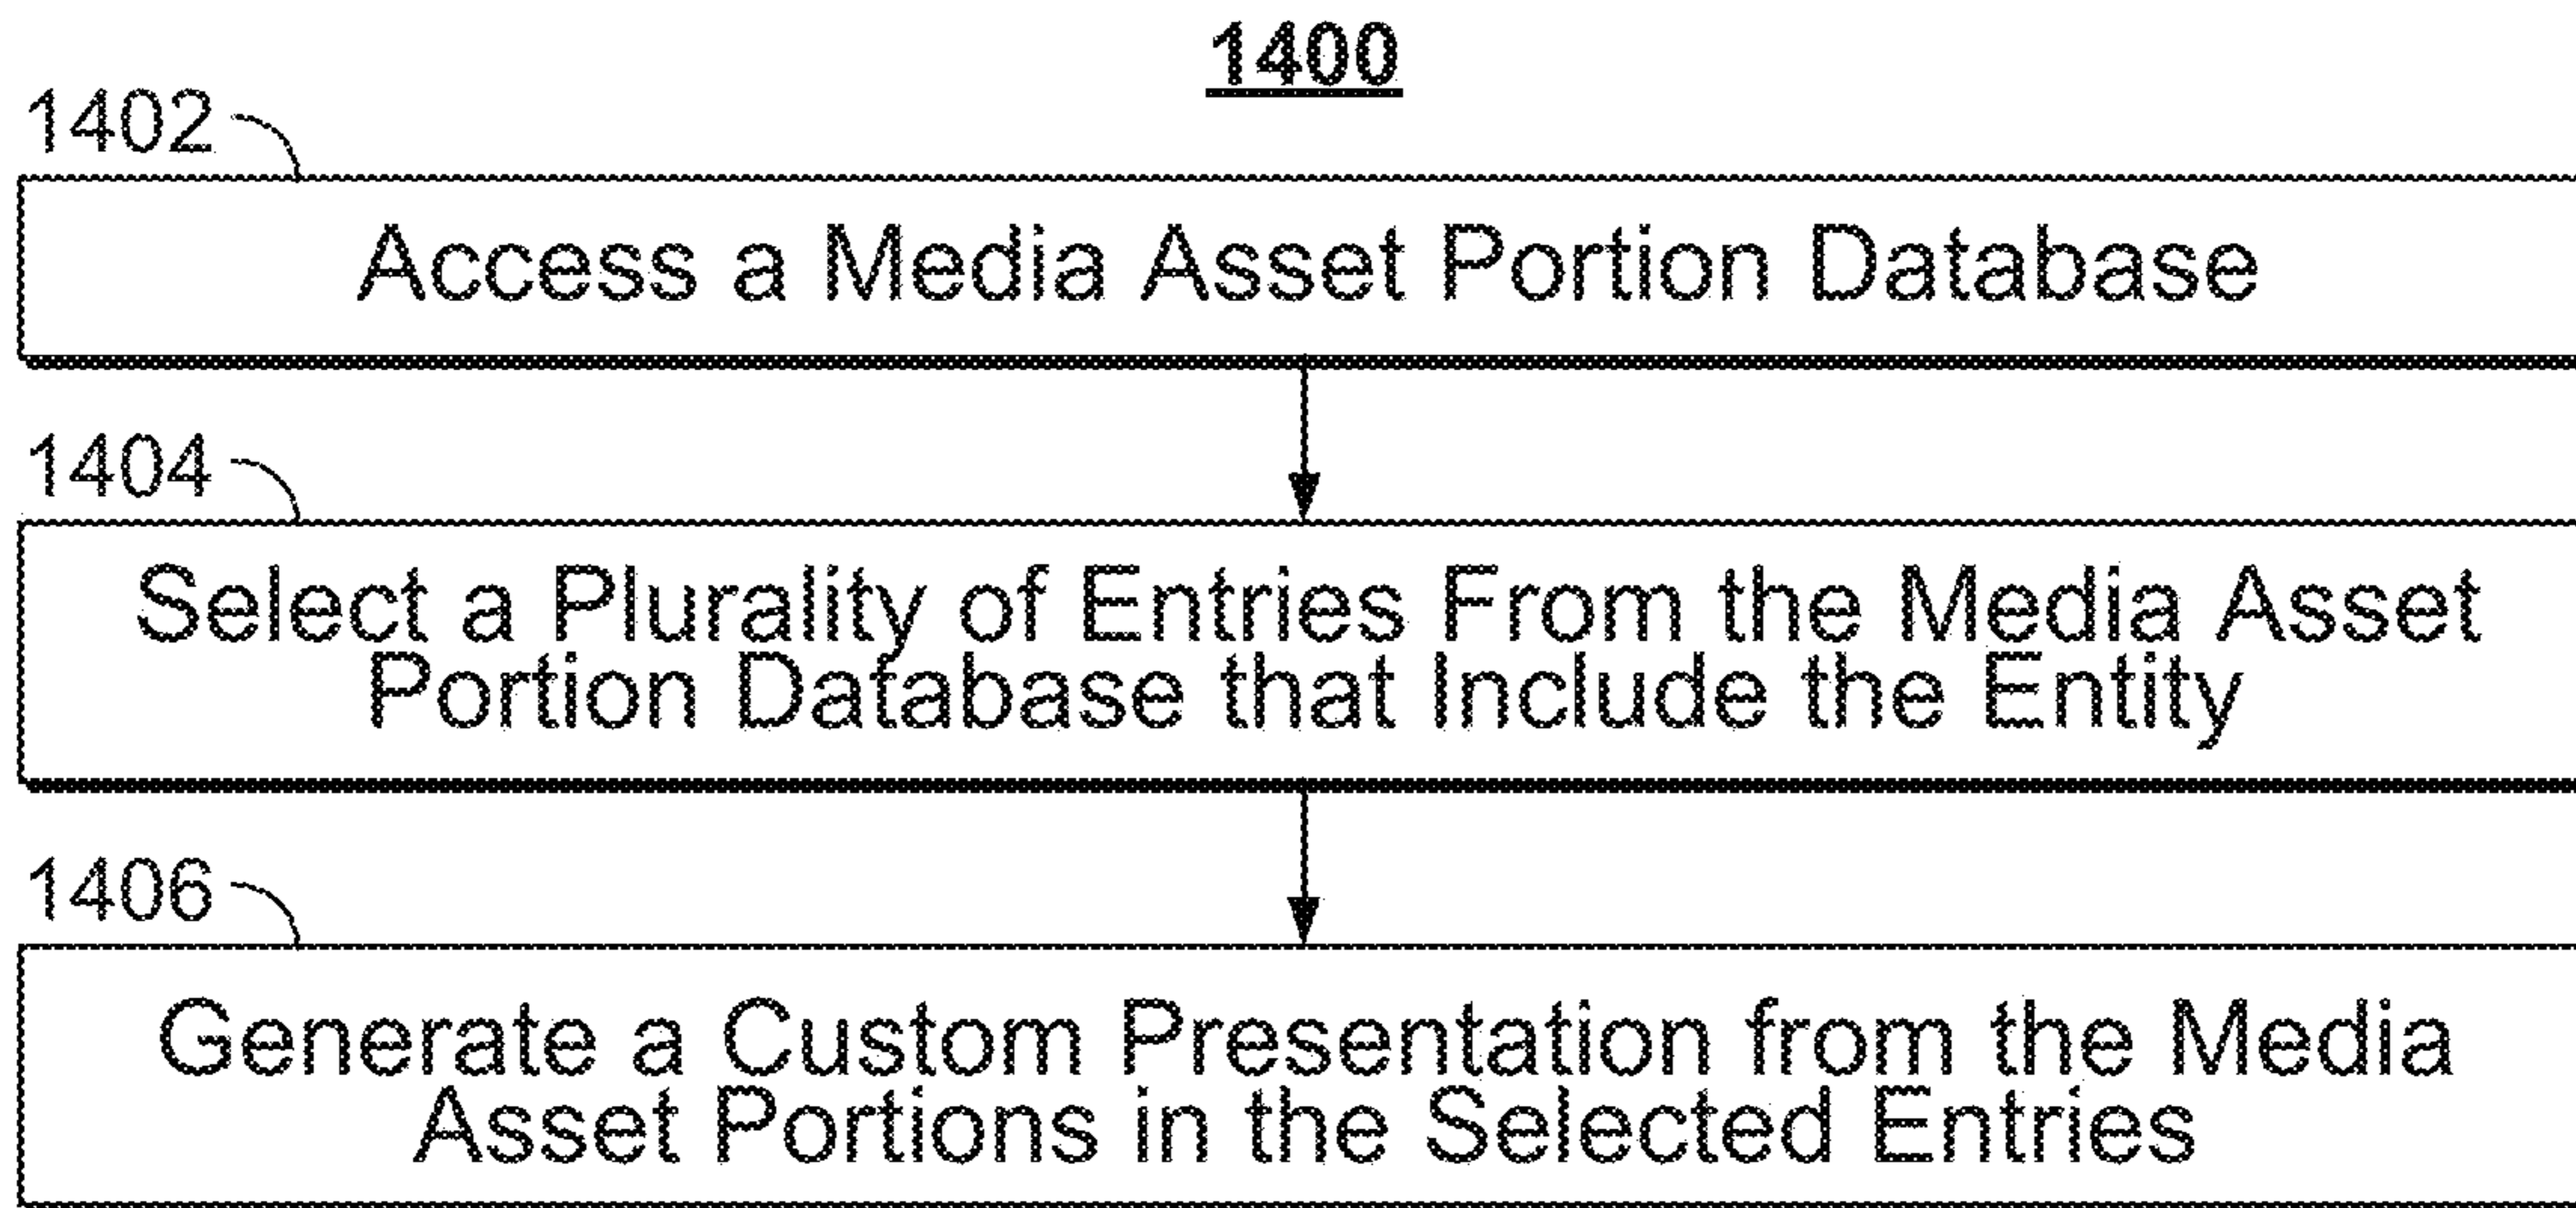 1400
1402
Access a Media Asset Portion Database
1404
Select a Plurality of Entries From the Media Asset
Portion Database that Include the Entity
1406
Generate a Custom Presentation from the Media
Asset Portions in the Selected Entries